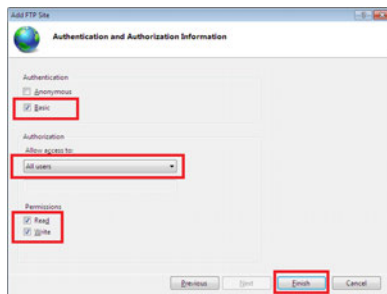 Add FTP Site
Authentication and Authorization Information
Authentication
Anonymous
Basic
Authorization
Allow access to:
All users
Permissions
Read
Write
Previous Next Finish Cancel